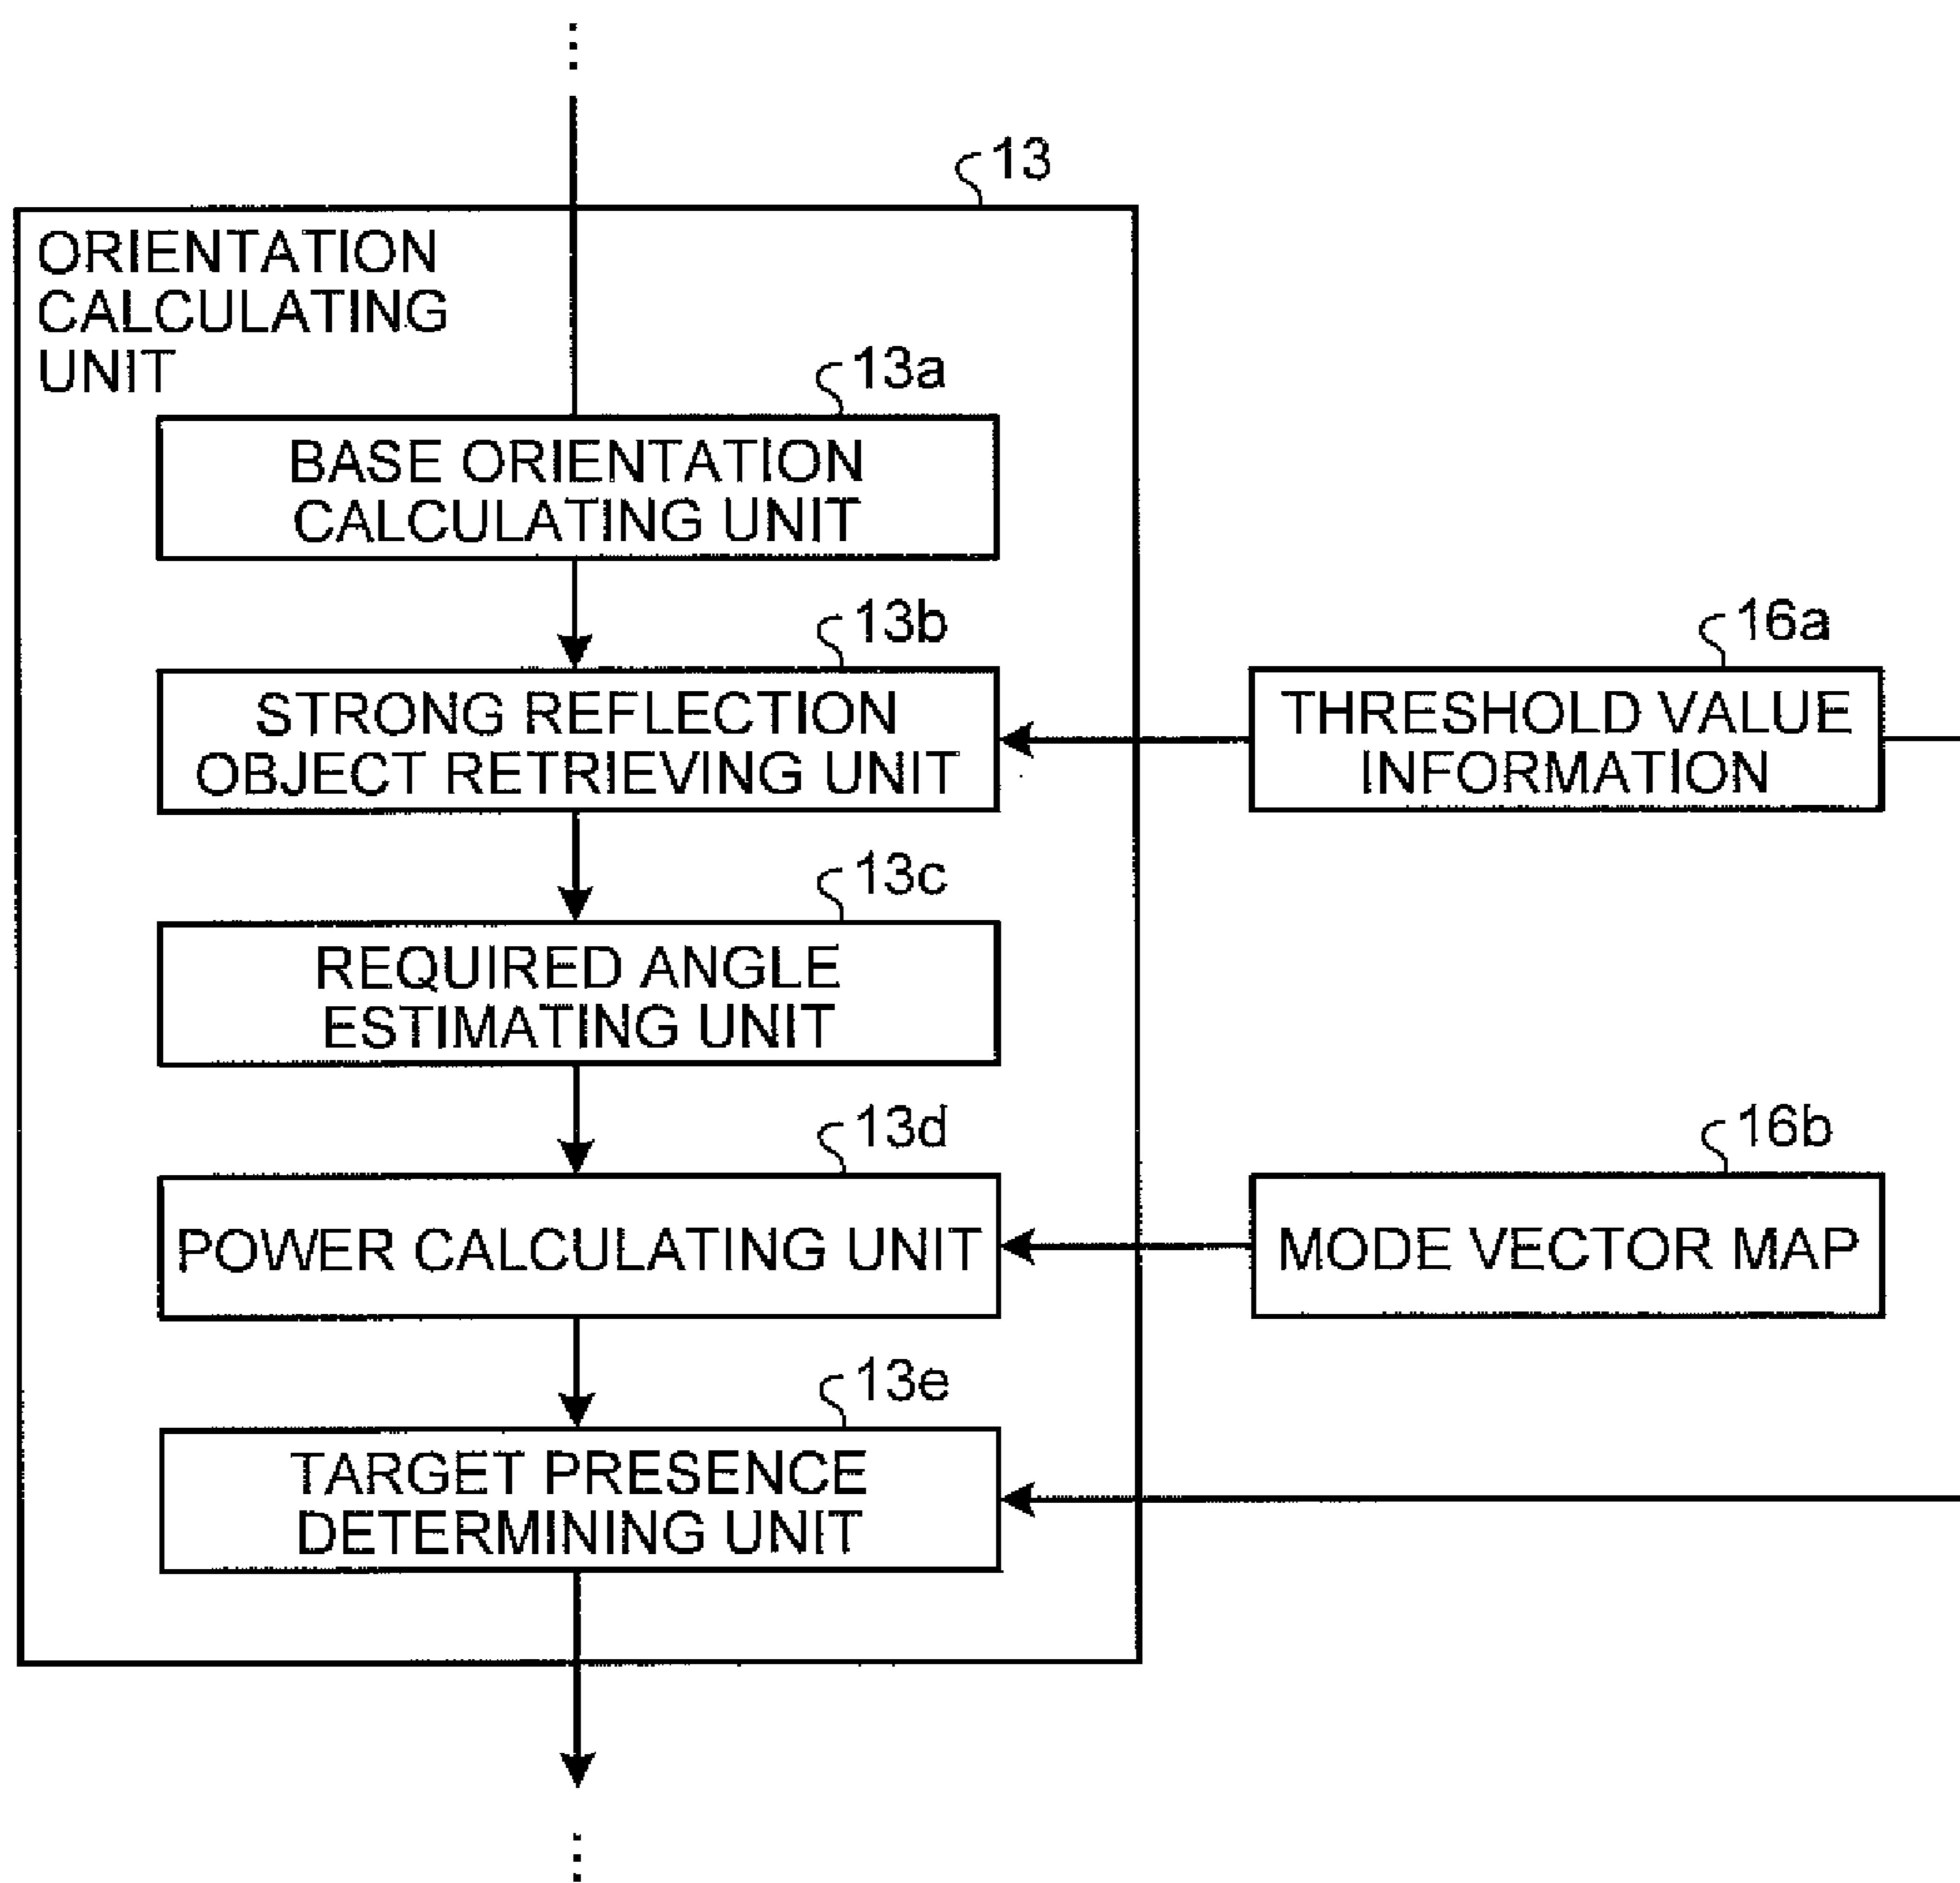 13
ORIENTATION
CALCULATING
UNIT
13a
BASE ORIENTATION
CALCULATING UNIT
13b
STRONG REFLECTION
OBJECT RETRIEVING UNIT
16a
THRESHOLD VALUE
INFORMATION
13c
REQUIRED ANGLE
ESTIMATING UNIT
13d
POWER CALCULATING UNIT
16b
MODE VECTOR MAP
13e
TARGET PRESENCE
DETERMINING UNIT